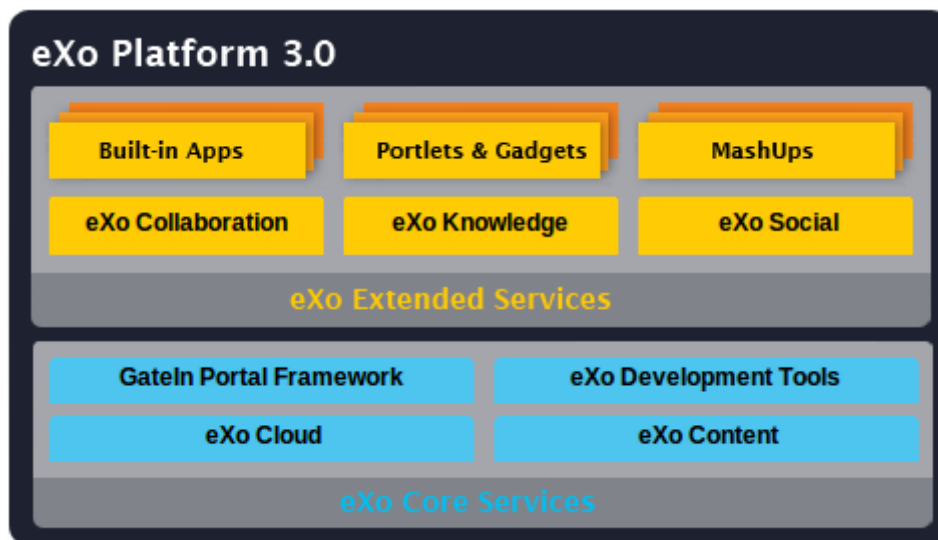 eXo Platform 3.0
Built-in Apps
Portlets & Gadgets
MashUps
eXo Collaboration
eXo Knowledge
eXo Social
eXo Extended Services
GateIn Portal Framework
eXo Development Tools
eXo Cloud
eXo Content
eXo Core Services